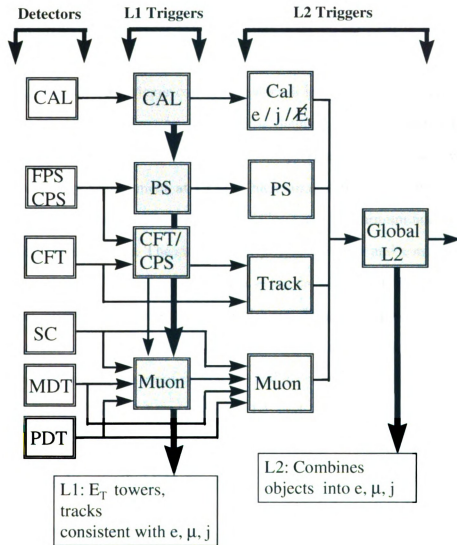 Detectors L1 Triggers L2 Triggers
CAL CAL Cal
e / j / E̸t
FPS
CPS PS PS
CFT/
CPS
CFT
Global
L2
Track
SC
MDT Muon Muon
PDT
L1: ET towers,
tracks
consistent with e, μ, j
L2: Combines
objects into e, μ, j